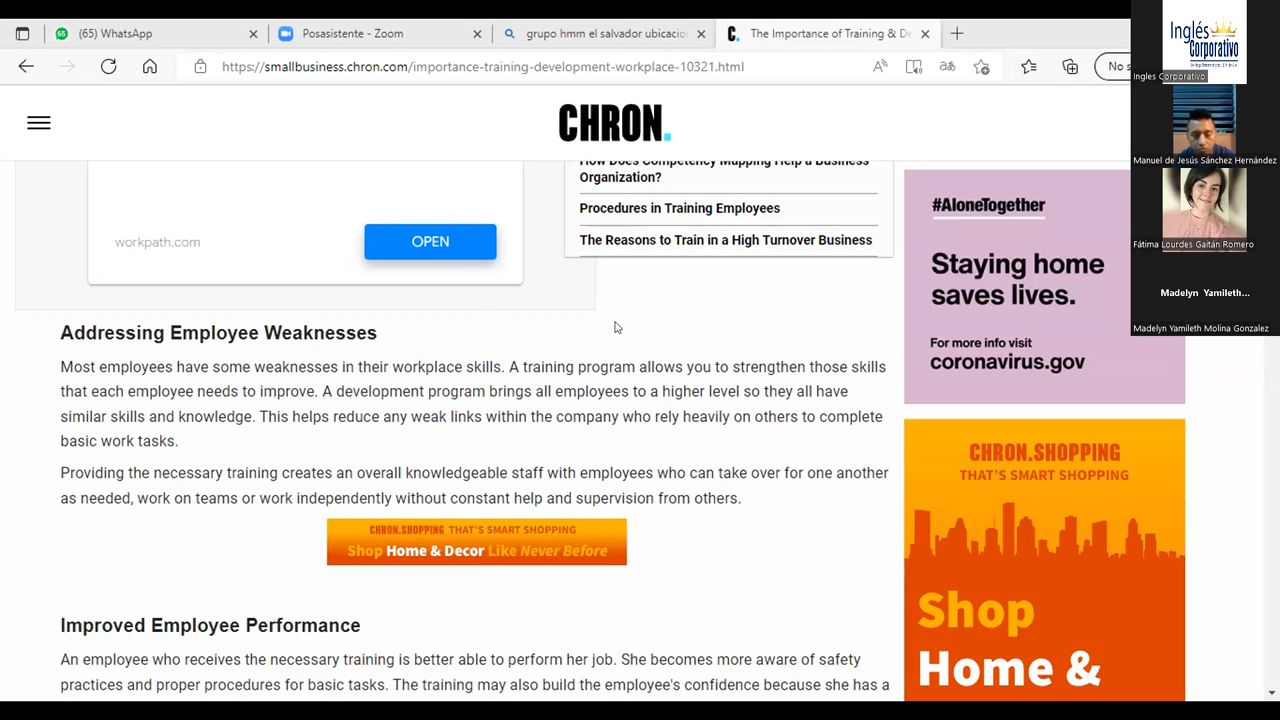 (65) WhatsApp
Posasistente - Zoom
grupo hmm el salvador ubicacio
The Importance of Training & De
https://smallbusiness.chron.com/importance-training-development-workplace-10321.html
No s
CHRON.
How Does Competency Mapping Help a Business
Organization?
Procedures in Training Employees
The Reasons to Train in a High Turnover Business
workpath.com
OPEN
#AloneTogether
Staying home
saves lives.
For more info visit
coronavirus.gov
Addressing Employee Weaknesses
Most employees have some weaknesses in their workplace skills. A training program allows you to strengthen those skills
that each employee needs to improve. A development program brings all employees to a higher level so they all have
similar skills and knowledge. This helps reduce any weak links within the company who rely heavily on others to complete
basic work tasks.
Providing the necessary training creates an overall knowledgeable staff with employees who can take over for one another
as needed, work on teams or work independently without constant help and supervision from others.
CHRON.SHOPPING THAT'S SMART SHOPPING
Shop Home & Decor Like Never Before
Improved Employee Performance
An employee who receives the necessary training is better able to perform her job. She becomes more aware of safety
practices and proper procedures for basic tasks. The training may also build the employee's confidence because she has a
CHRON.SHOPPING
THAT'S SMART SHOPPING
Shop
Home &
Inglés
Corporativo
Ingles Corporativo
Manuel de Jesús Sánchez Hernández
Fátima Lourdes Gaitán Romero
Madelyn Yamileth...
Madelyn Yamileth Molina Gonzalez